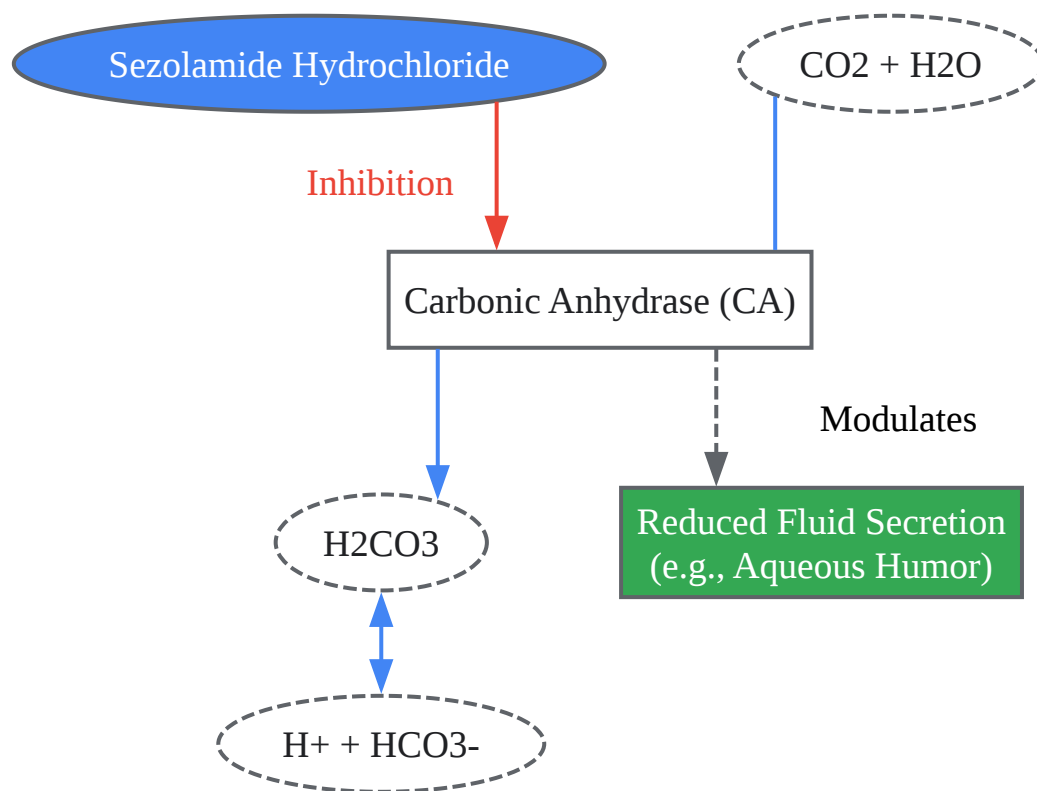 Sezolamide Hydrochloride
CO2 + H2O
Inhibition
Carbonic Anhydrase (CA)
Modulates
H2CO3
Reduced Fluid Secretion
(e.g., Aqueous Humor)
H+ + HCO3-